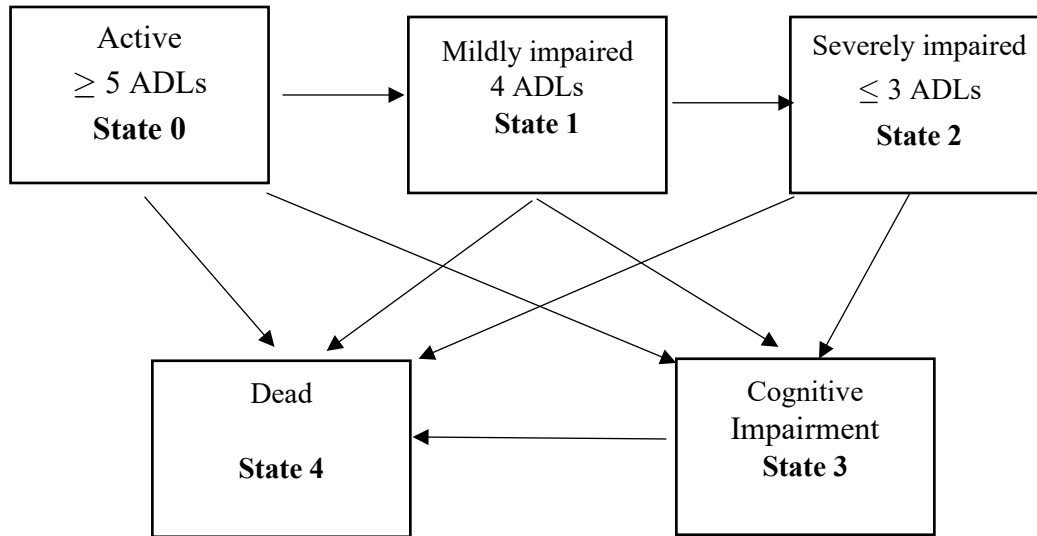 Active
≥ 5 ADLs
State 0
Mildly impaired
4 ADLs
State 1
Severely impaired
≤ 3 ADLs
State 2
Dead
State 4
Cognitive
Impairment
State 3